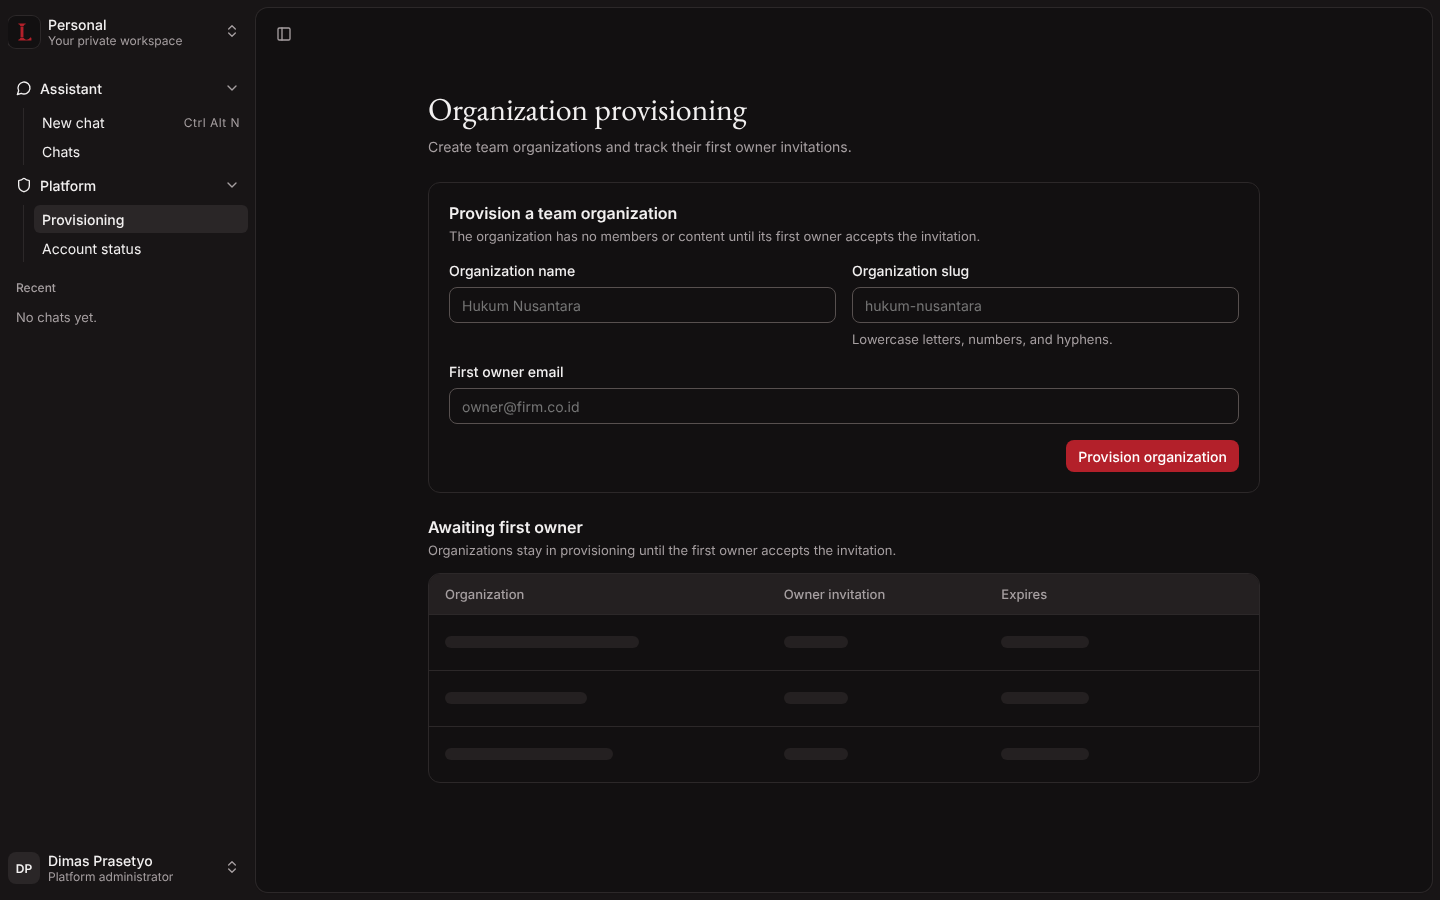 L
Personal
Your private workspace
Assistant
New chat
Ctrl Alt N
Chats
Platform
Provisioning
Account status
Recent
No chats yet.
DP
Dimas Prasetyo
Platform administrator
Organization provisioning
Create team organizations and track their first owner invitations.
Provision a team organization
The organization has no members or content until its first owner accepts the invitation.
Organization name
Hukum Nusantara
Organization slug
hukum-nusantara
Lowercase letters, numbers, and hyphens.
First owner email
owner@firm.co.id
Provision organization
Awaiting first owner
Organizations stay in provisioning until the first owner accepts the invitation.
Organization
Owner invitation
Expires